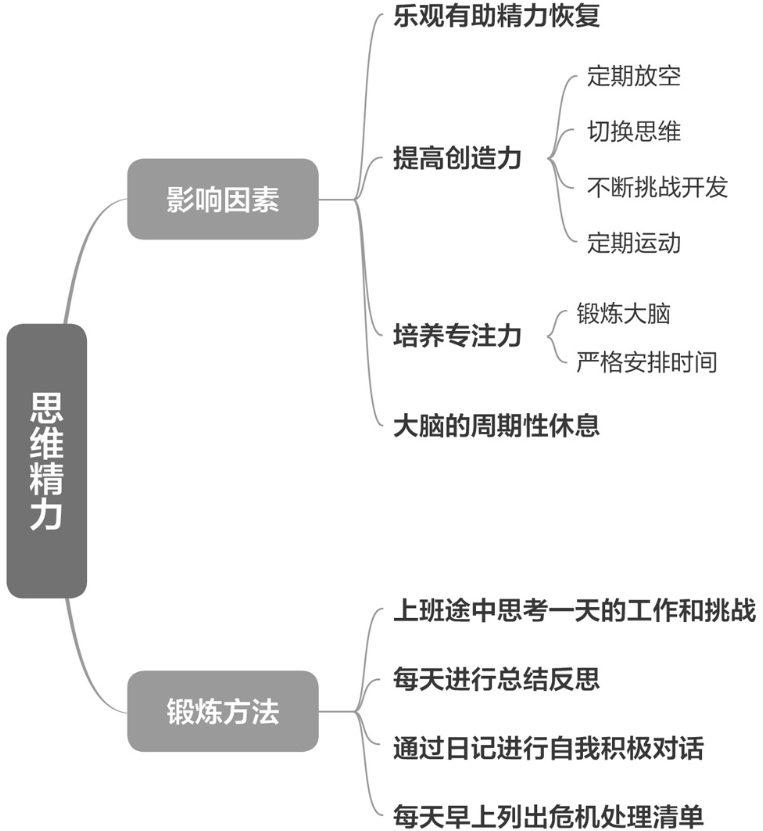 思维精力
影响因素
乐观有助精力恢复
提高创造力
定期放空
切换思维
不断挑战开发
定期运动
培养专注力
锻炼大脑
严格安排时间
大脑的周期性休息
锻炼方法
上班途中思考一天的工作和挑战
每天进行总结反思
通过日记进行自我积极对话
每天早上列出危机处理清单